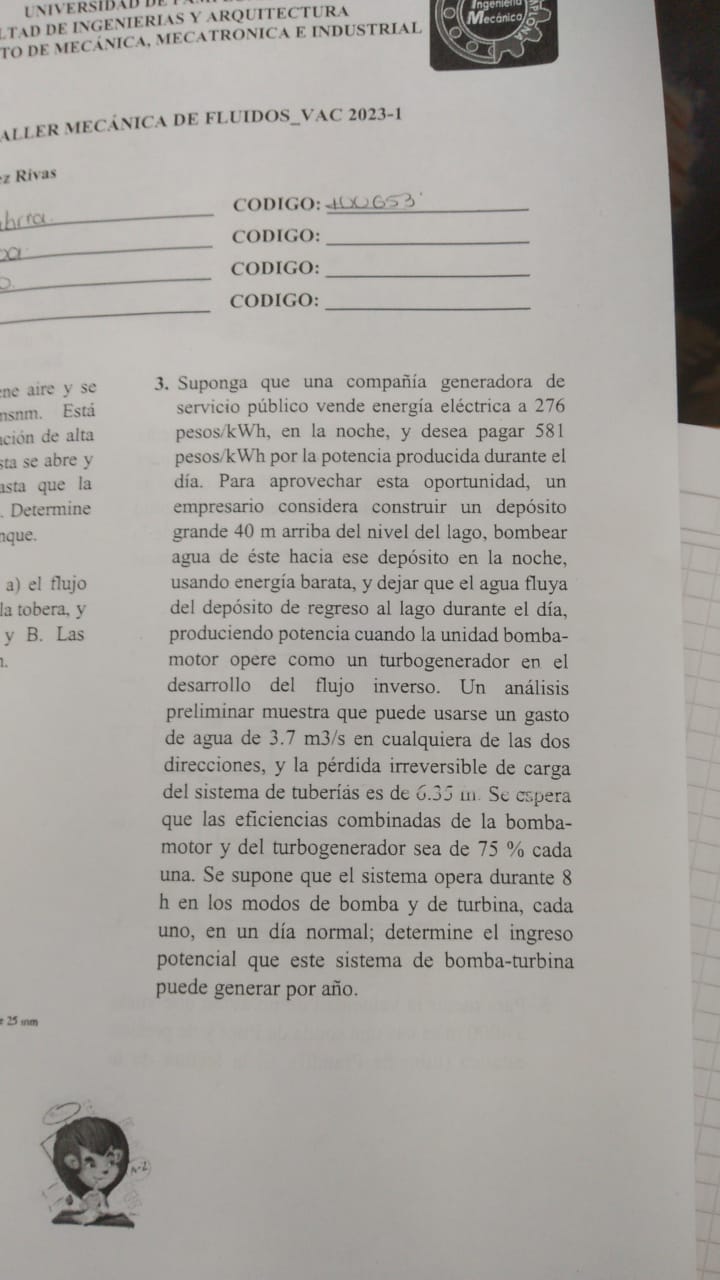 UNIVERSIDAD DE
LTAD DE INGENIERIAS Y ARQUITECTURA
TO DE MECÁNICA, MECATRONICA E INDUSTRIAL
Ingeniería
Mecánica
ALLER MECÁNICA DE FLUIDOS_VAC 2023-1
ez Rivas
CODIGO:
CODIGO:
CODIGO:
CODIGO:
ene aire y se
msnm. Está
ación de alta
sta se abre y
asta que la
. Determine
nque.
a) el flujo
la tobera, y
y B. Las
25 mm
3. Suponga que una compañía generadora de
servicio público vende energía eléctrica a 276
pesos/kWh, en la noche, y desea pagar 581
pesos/kWh por la potencia producida durante el
día. Para aprovechar esta oportunidad, un
empresario considera construir un depósito
grande 40 m arriba del nivel del lago, bombear
agua de éste hacia ese depósito en la noche,
usando energía barata, y dejar que el agua fluya
del depósito de regreso al lago durante el día,
produciendo potencia cuando la unidad bomba-
motor opere como un turbogenerador en el
desarrollo del flujo inverso. Un análisis
preliminar muestra que puede usarse un gasto
de agua de 3.7 m3/s en cualquiera de las dos
direcciones, y la pérdida irreversible de carga
del sistema de tuberías es de 6.35 m. Se espera
que las eficiencias combinadas de la bomba-
motor y del turbogenerador sea de 75 % cada
una. Se supone que el sistema opera durante 8
h en los modos de bomba y de turbina, cada
uno, en un día normal; determine el ingreso
potencial que este sistema de bomba-turbina
puede generar por año.